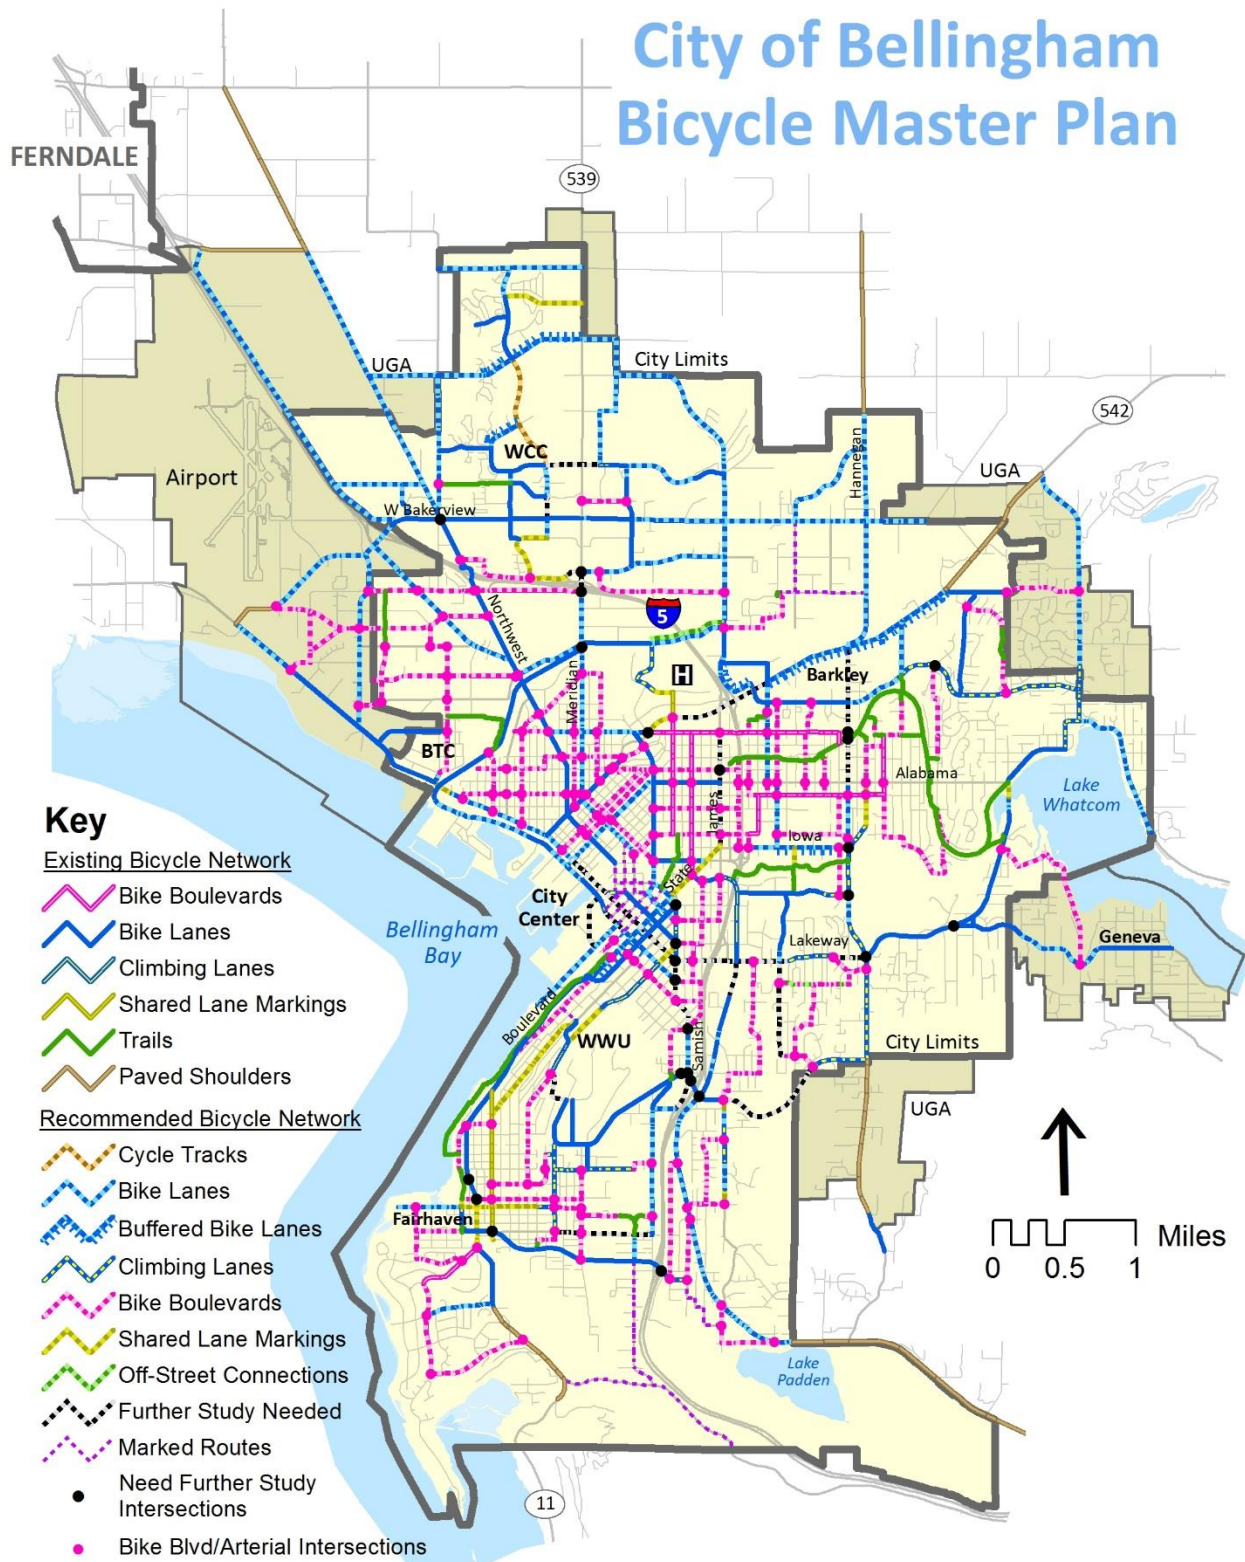 City of Bellingham
Bicycle Master Plan
FERNDALE
539
UGA
City Limits
542
WCC
UGA
Airport
Hannegan
W Bakerview
Northwest
5
Meridian
H
Barkley
BTC
Alabama
Lake
Whatcom
James
Iowa
State
City
Center
Bellingham
Bay
Lakeway
Geneva
Boulevard
WWU
Samish
City Limits
UGA
Fairhaven
Lake
Padden
11
Miles
0 0.5 1
Key
Existing Bicycle Network
Bike Boulevards
Bike Lanes
Climbing Lanes
Shared Lane Markings
Trails
Paved Shoulders
Recommended Bicycle Network
Cycle Tracks
Bike Lanes
Buffered Bike Lanes
Climbing Lanes
Bike Boulevards
Shared Lane Markings
Off-Street Connections
Further Study Needed
Marked Routes
Need Further Study
Intersections
Bike Blvd/Arterial Intersections